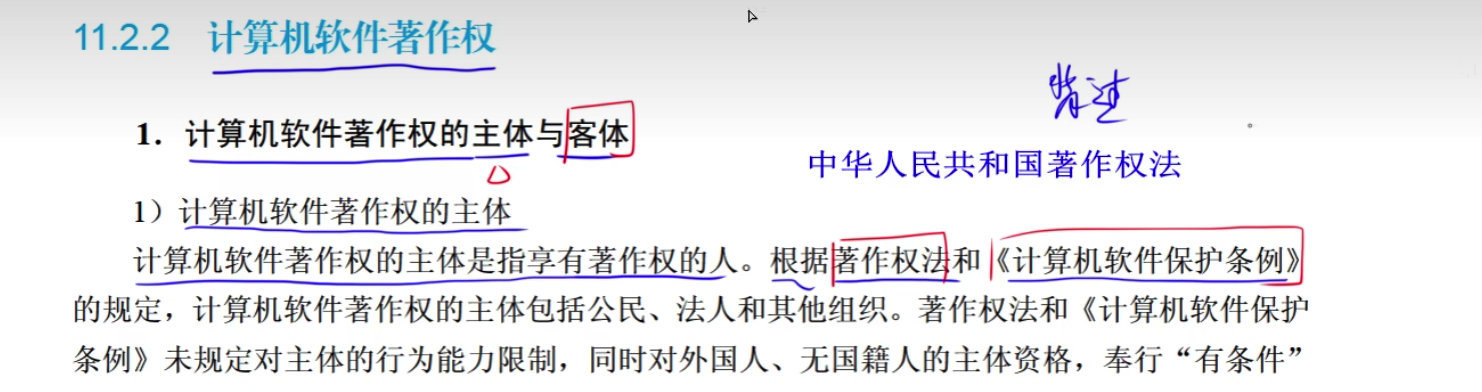 11.2.2 计算机软件著作权
背过
1. 计算机软件著作权的主体与客体
中华人民共和国著作权法
1）计算机软件著作权的主体
计算机软件著作权的主体是指享有著作权的人。根据著作权法和《计算机软件保护条例》
的规定，计算机软件著作权的主体包括公民、法人和其他组织。著作权法和《计算机软件保护
条例》未规定对主体的行为能力限制，同时对外国人、无国籍人的主体资格，奉行“有条件”